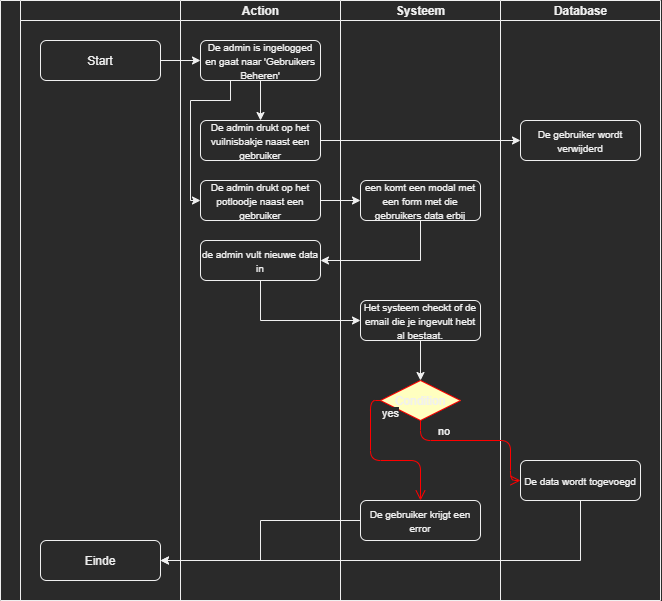 Action
Systeem
Database
Start
De admin is ingelogged
en gaat naar 'Gebruikers
Beheren'
De admin drukt op het
vuilnisbakje naast een
gebruiker
De gebruiker wordt
verwijderd
De admin drukt op het
potloodje naast een
gebruiker
een komt een modal met
een form met die
gebruikers data erbij
de admin vult nieuwe data
in
Het systeem checkt of de
email die je ingevult hebt
al bestaat.
Condition
yes
no
De data wordt togevoegd
De gebruiker krijgt een
error
Einde